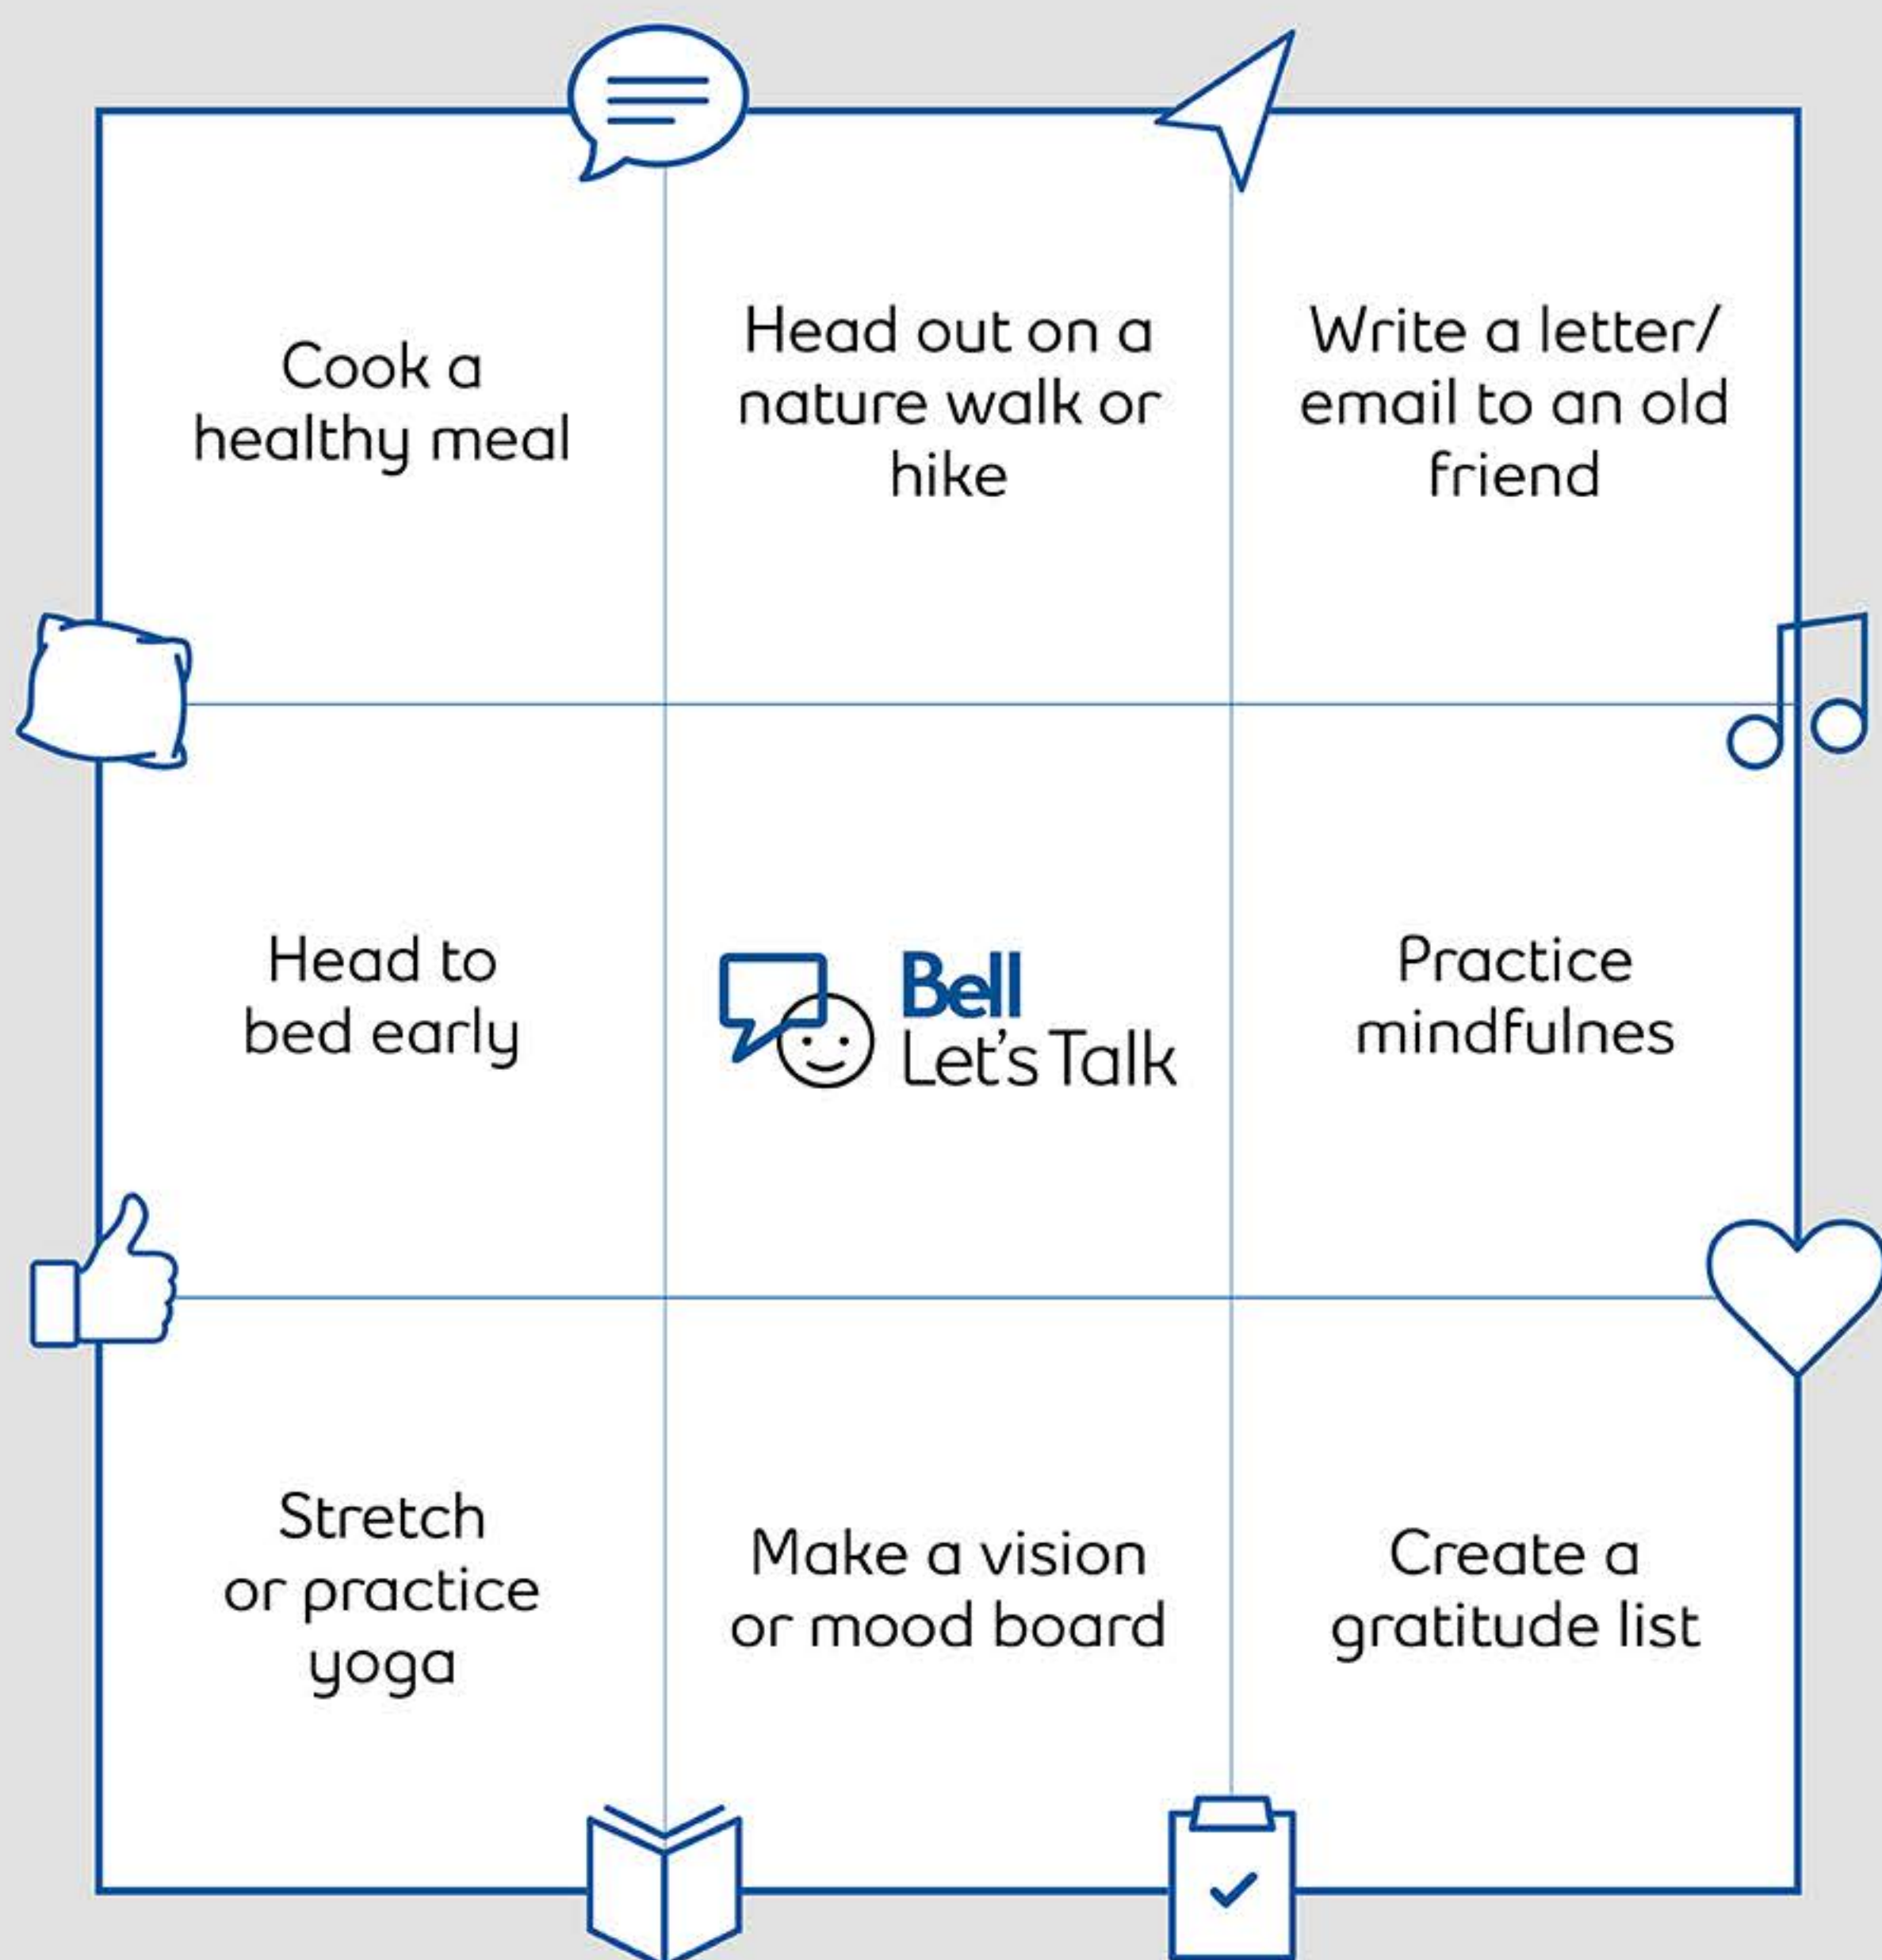 Cook a
healthy meal
Head out on a
nature walk or
hike
Write a letter/
email to an old
friend
Head to
bed early
Bell
Let's Talk
Practice
mindfulnes
Stretch
or practice
yoga
Make a vision
or mood board
Create a
gratitude list